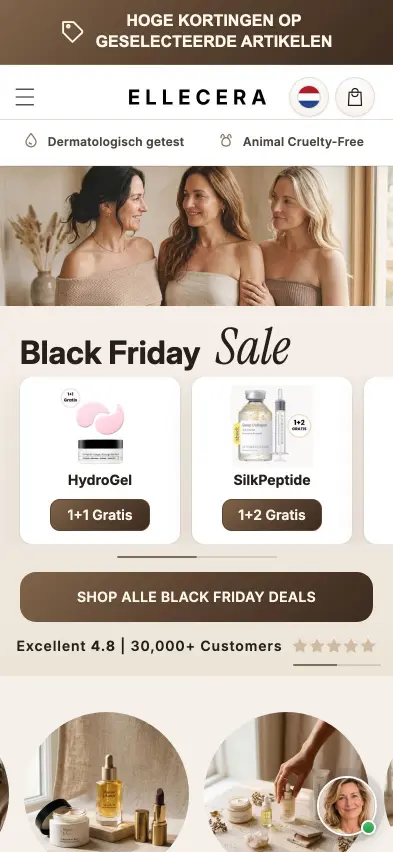 HOGE KORTINGEN OP
GESELECTEERDE ARTIKELEN
ELLECERA
Dermatologisch getest
Animal Cruelty-Free
Black Friday Sale
1+1
Gratis
1+2
GRATIS
HydroGel
SilkPeptide
1+1 Gratis
1+2 Gratis
SHOP ALLE BLACK FRIDAY DEALS
Excellent 4.8 | 30,000+ Customers